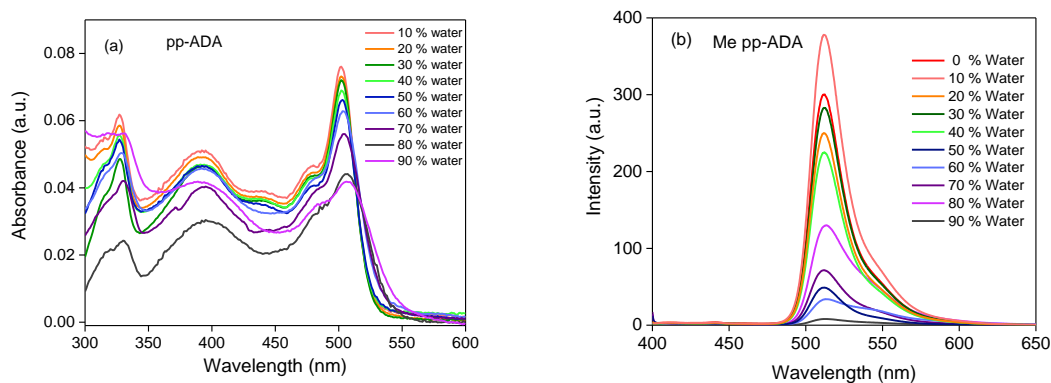 (a)
pp-ADA
10 % water
20 % water
30 % water
40 % water
50 % water
60 % water
70 % water
80 % water
90 % water
0.08
0.06
0.04
0.02
0.00
Absorbance (a.u.)
300 350 400 450 500 550 600
Wavelength (nm)
(b)
Me pp-ADA
0 % Water
10 % Water
20 % Water
30 % Water
40 % Water
50 % Water
60 % Water
70 % Water
80 % Water
90 % Water
400
300
200
100
0
Intensity (a.u.)
400 450 500 550 600 650
Wavelength (nm)